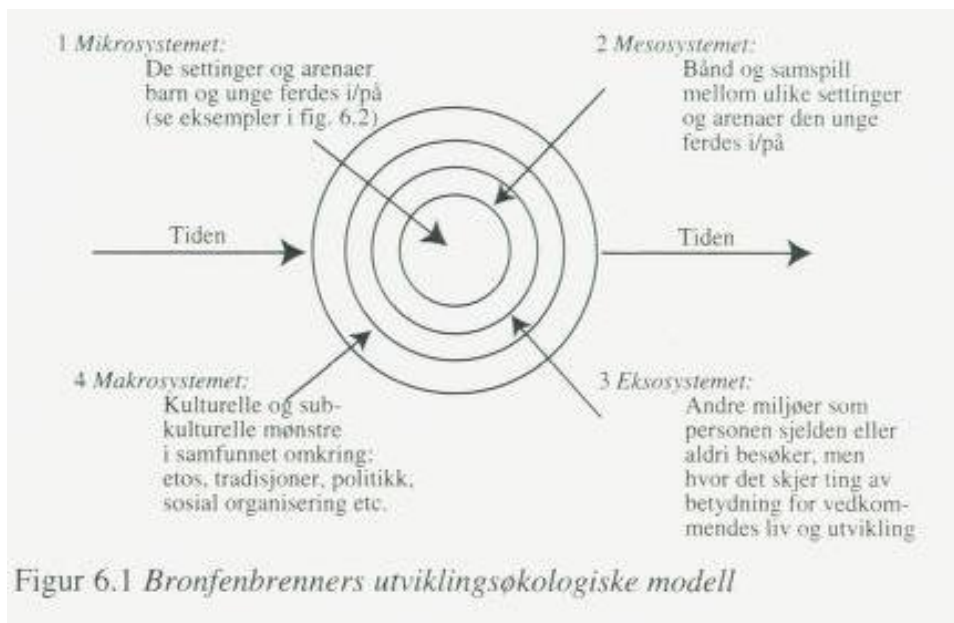 1 Mikrosystemet:
De settinger og arenaer
barn og unge ferdes i/på
(se eksempler i fig. 6.2)
2 Mesosystemet:
Bånd og samspill
mellom ulike settinger
og arenaer den unge
ferdes i/på
Tiden
Tiden
4 Makrosystemet:
Kulturelle og sub-
kulturelle mønstre
i samfunnet omkring:
etos, tradisjoner, politikk,
sosial organisering etc.
3 Eksosystemet:
Andre miljøer som
personen sjelden eller
aldri besøker, men
hvor det skjer ting av
betydning for vedkom-
mendes liv og utvikling
Figur 6.1 Bronfenbrenners utviklingsøkologiske modell